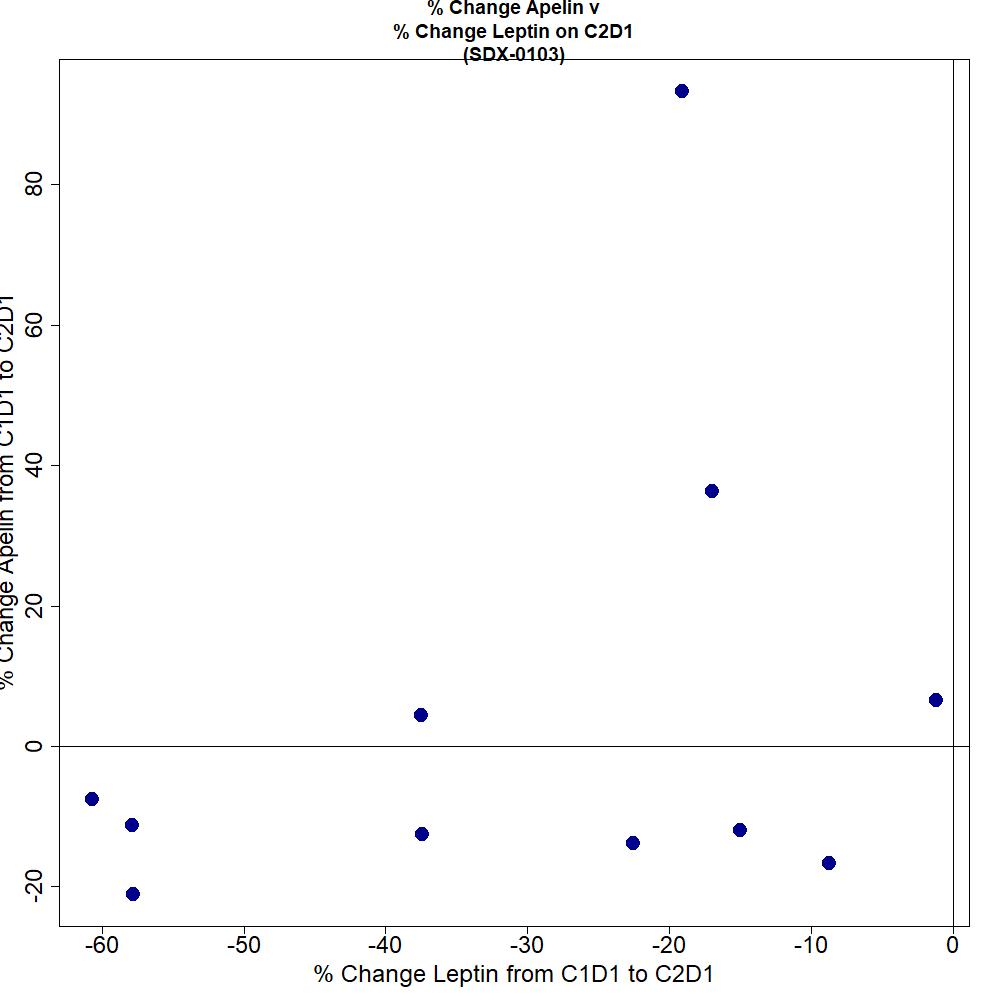 % Change Apelin v
% Change Leptin on C2D1
(SDX-0103)
% Change Apelin from C1D1 to C2D1
80
60
40
20
0
-20
-60
-50
-40
-30
-20
-10
0
% Change Leptin from C1D1 to C2D1